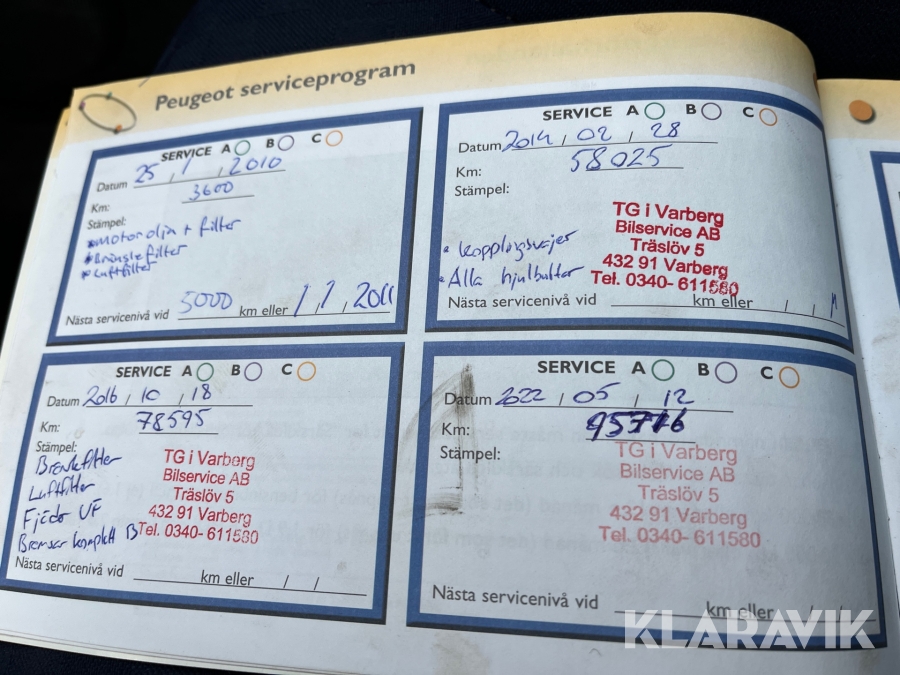 Peugeot serviceprogram
SERVICE A B C
Datum 25 / 1 / 2010
Km: 3600
Stämpel:
* Motorolja + filter
* Bränslefilter
* Luftfilter
Nästa servicenivå vid 5000 km eller 1 / 1 / 2011
SERVICE A B C
Datum 2014 / 02 / 28
Km: 58025
Stämpel:
TG i Varberg
Bilservice AB
Träslöv 5
432 91 Varberg
Tel. 0340- 611580
* Kopplingsvajer
* Alla hjulbultar
Nästa servicenivå vid km eller / /
SERVICE A B C
Datum 2016 / 10 / 18
Km: 78595
Stämpel:
Bränslefilter
Luftfilter
Fjäder VF
Bromsar komplett B
TG i Varberg
Bilservice AB
Träslöv 5
432 91 Varberg
Tel. 0340- 611580
Nästa servicenivå vid km eller / /
SERVICE A B C
Datum 2022 / 05 / 12
Km: 95716
Stämpel:
TG i Varberg
Bilservice AB
Träslöv 5
432 91 Varberg
Tel. 0340- 611580
Nästa servicenivå vid km eller / /
KLARAVIK